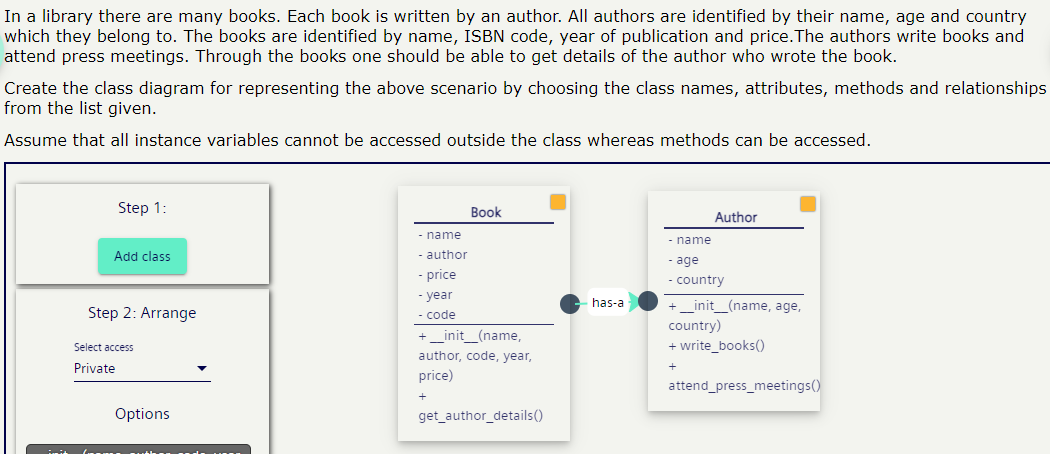 In a library there are many books. Each book is written by an author. All authors are identified by their name, age and country
which they belong to. The books are identified by name, ISBN code, year of publication and price.The authors write books and
attend press meetings. Through the books one should be able to get details of the author who wrote the book.
Create the class diagram for representing the above scenario by choosing the class names, attributes, methods and relationships
from the list given.
Assume that all instance variables cannot be accessed outside the class whereas methods can be accessed.
Step 1:
Add class
Step 2: Arrange
Select access
Private
Options
Book
- name
- author
- price
- year
- code
+ __init__(name,
author, code, year,
price)
+
get_author_details()
has-a
Author
- name
- age
- country
+ __init__(name, age,
country)
+ write_books()
+
attend_press_meetings()